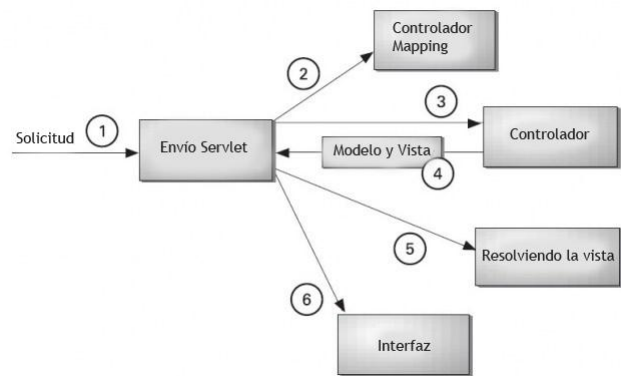 Controlador
Mapping
2
3
Solicitud
1
Envío Servlet
Modelo y Vista
Controlador
4
5
Resolviendo la vista
6
Interfaz